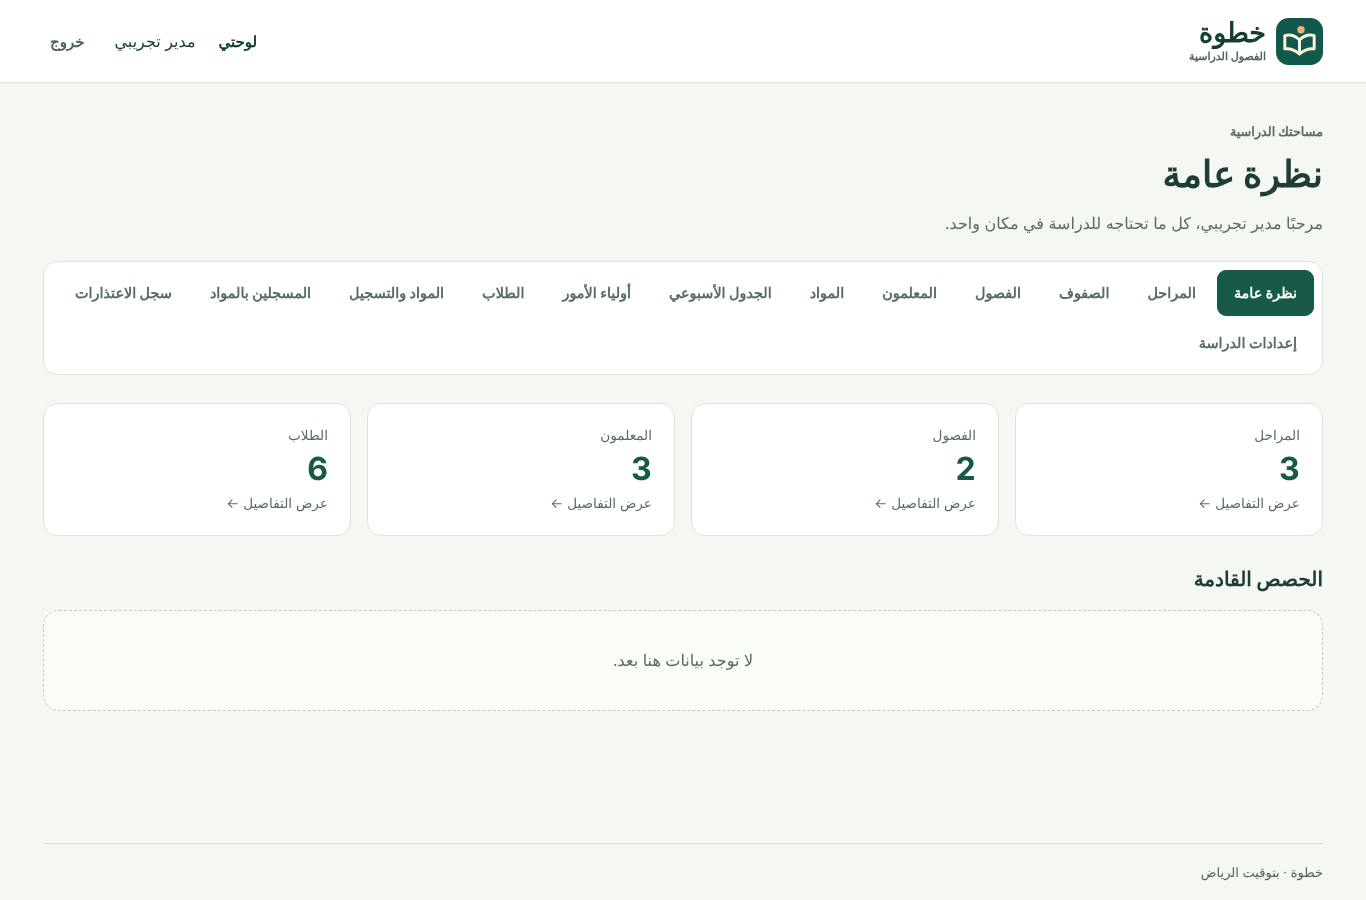 خطوة
الفصول الدراسية
لوحتي
مدير تجريبي
خروج
مساحتك الدراسية
نظرة عامة
مرحبًا مدير تجريبي، كل ما تحتاجه للدراسة في مكان واحد.
نظرة عامة
المراحل
الصفوف
الفصول
المعلمون
المواد
الجدول الأسبوعي
أولياء الأمور
الطلاب
المواد والتسجيل
المسجلين بالمواد
سجل الاعتذارات
إعدادات الدراسة
المراحل
3
عرض التفاصيل ←
الفصول
2
عرض التفاصيل ←
المعلمون
3
عرض التفاصيل ←
الطلاب
6
عرض التفاصيل ←
الحصص القادمة
لا توجد بيانات هنا بعد.
خطوة · بتوقيت الرياض